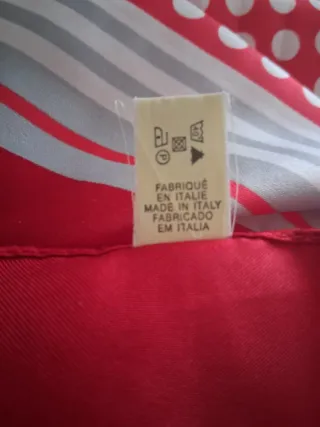 P
FABRIQUÉ
EN ITALIE
MADE IN ITALY
FABRICADO
EM ITALIA